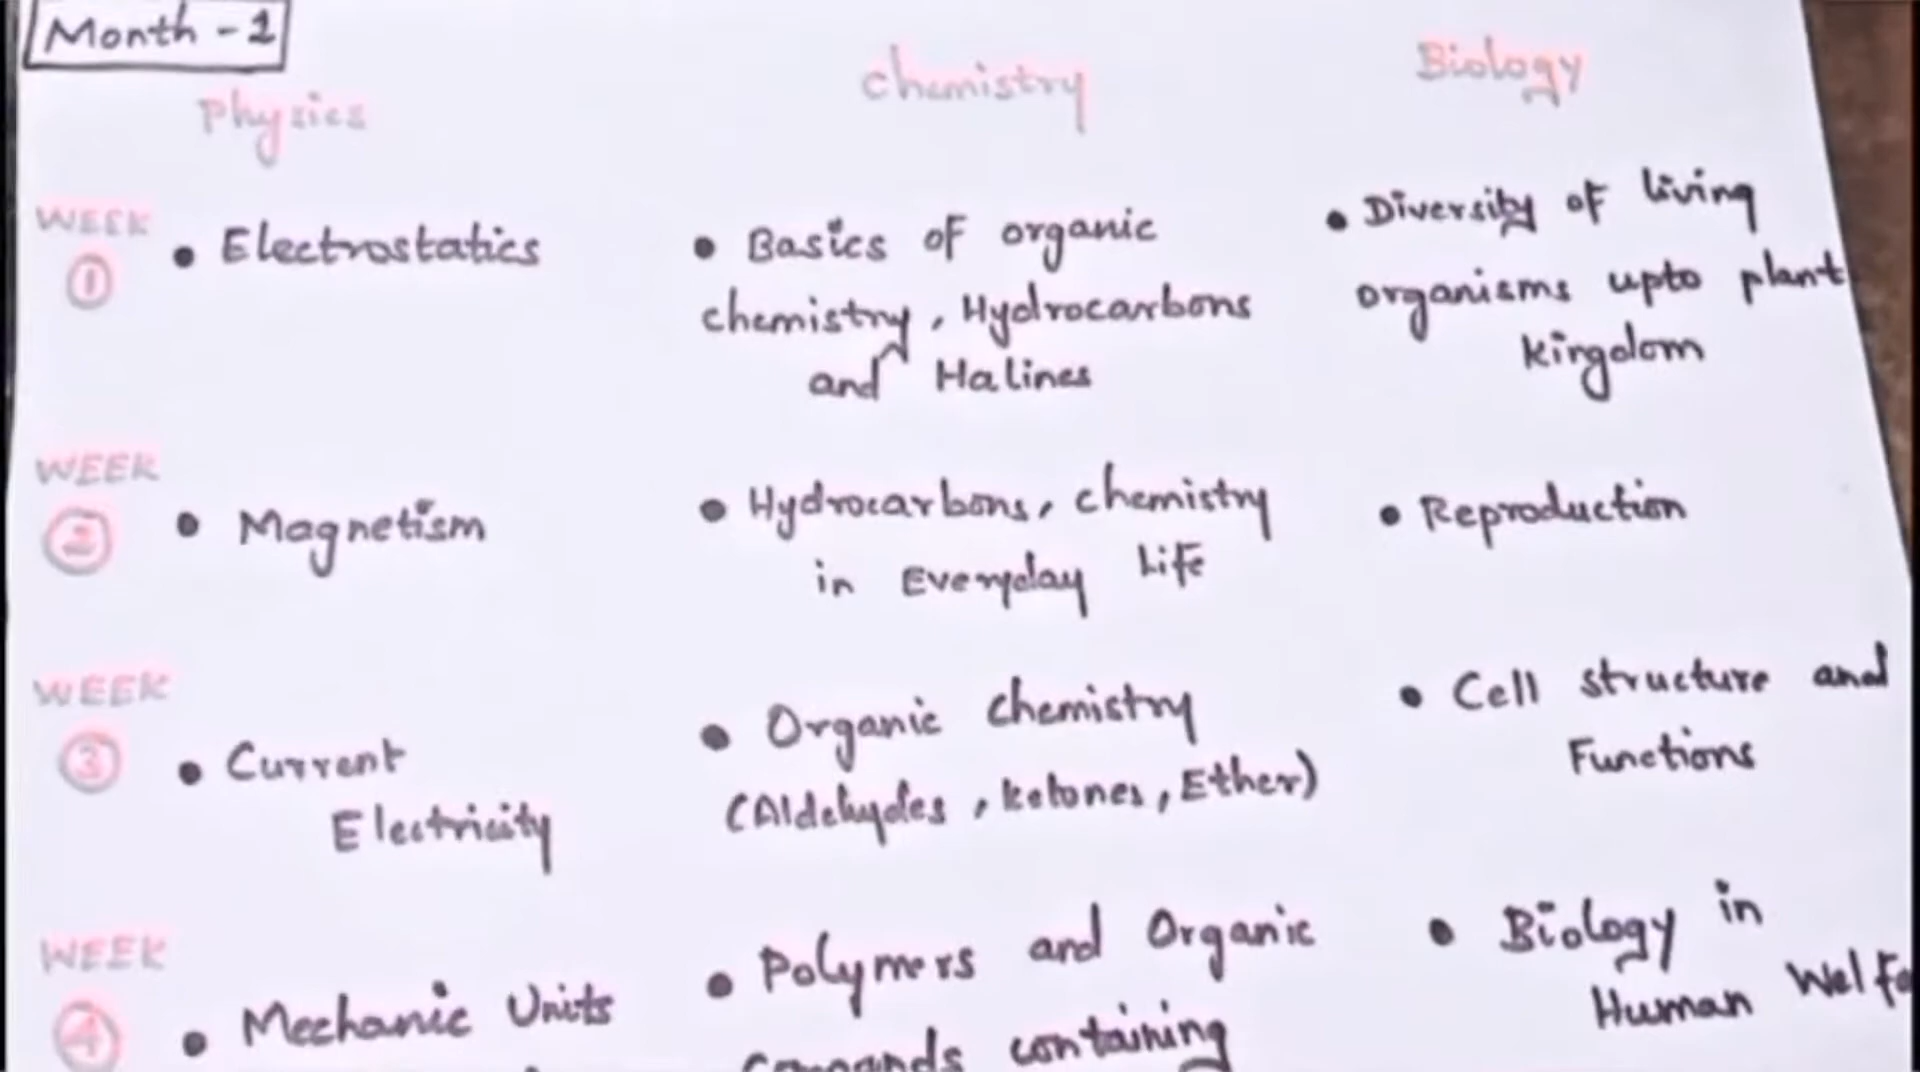 Month - 1
Physics
Chemistry
Biology
WEEK
1
• Electrostatics
• Basics of organic
chemistry, Hydrocarbons
and Halines
• Diversity of living
organisms upto plant
kingdom
WEEK
2
• Magnetism
• Hydrocarbons, chemistry
in Everyday Life
• Reproduction
WEEK
3
• Current
Electricity
• Organic Chemistry
(Aldehydes, ketones, Ether)
• Cell structure and
Functions
WEEK
4
• Mechanic Units
• Polymers and Organic
containing
• Biology in
Human